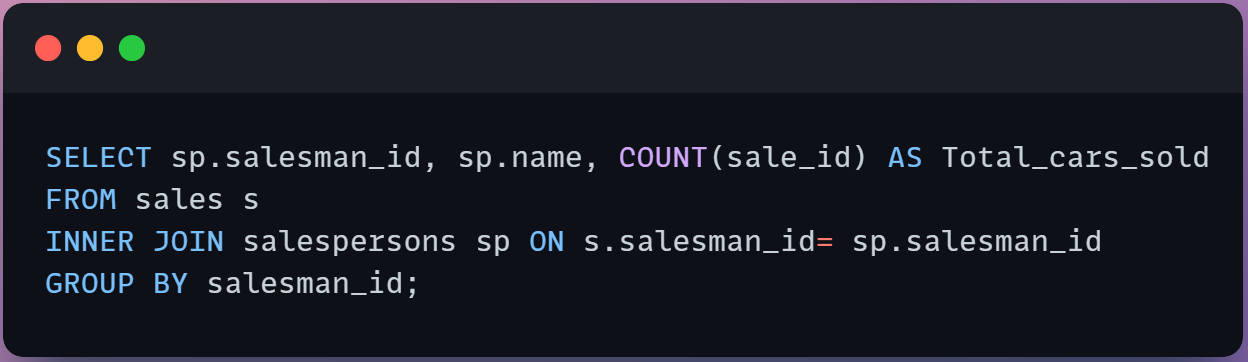 SELECT sp.salesman_id, sp.name, COUNT(sale_id) AS Total_cars_sold
FROM sales s
INNER JOIN salespersons sp ON s.salesman_id= sp.salesman_id
GROUP BY salesman_id;